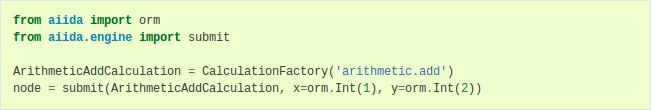 from aiida import orm
from aiida.engine import submit
ArithmeticAddCalculation = CalculationFactory('arithmetic.add')
node = submit(ArithmeticAddCalculation, x=orm.Int(1), y=orm.Int(2))